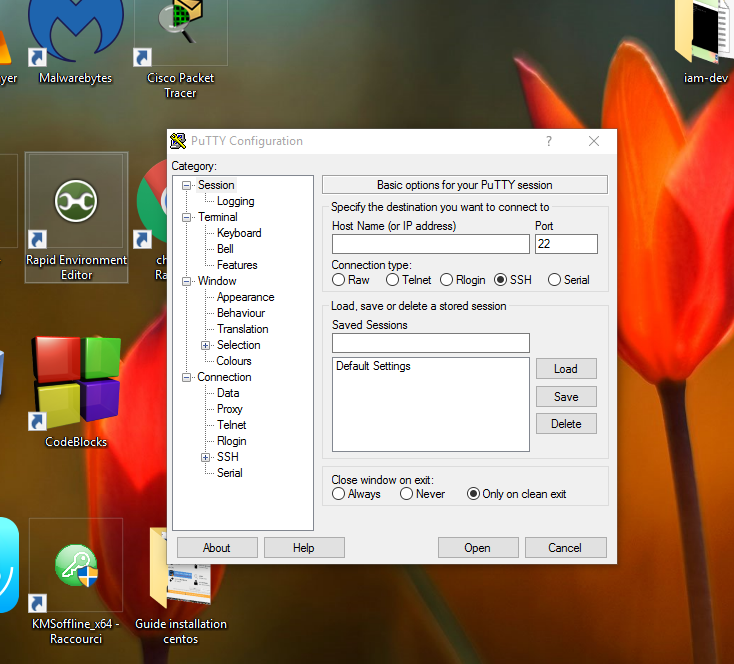 yer
Malwarebytes
Cisco Packet
Tracer
iam-dev
PuTTY Configuration
?
Category:
Session
Logging
Terminal
Keyboard
Bell
Features
Window
Appearance
Behaviour
Translation
Selection
Colours
Connection
Data
Proxy
Telnet
Rlogin
SSH
Serial
Basic options for your PuTTY session
Specify the destination you want to connect to
Host Name (or IP address) Port
22
Connection type:
Raw Telnet Rlogin SSH Serial
Load, save or delete a stored session
Saved Sessions
Default Settings
Load
Save
Delete
Close window on exit:
Always Never Only on clean exit
About Help Open Cancel
Rapid Environment
Editor
ch
Ra
CodeBlocks
KMSoffline_x64 -
Raccourci
Guide installation
centos